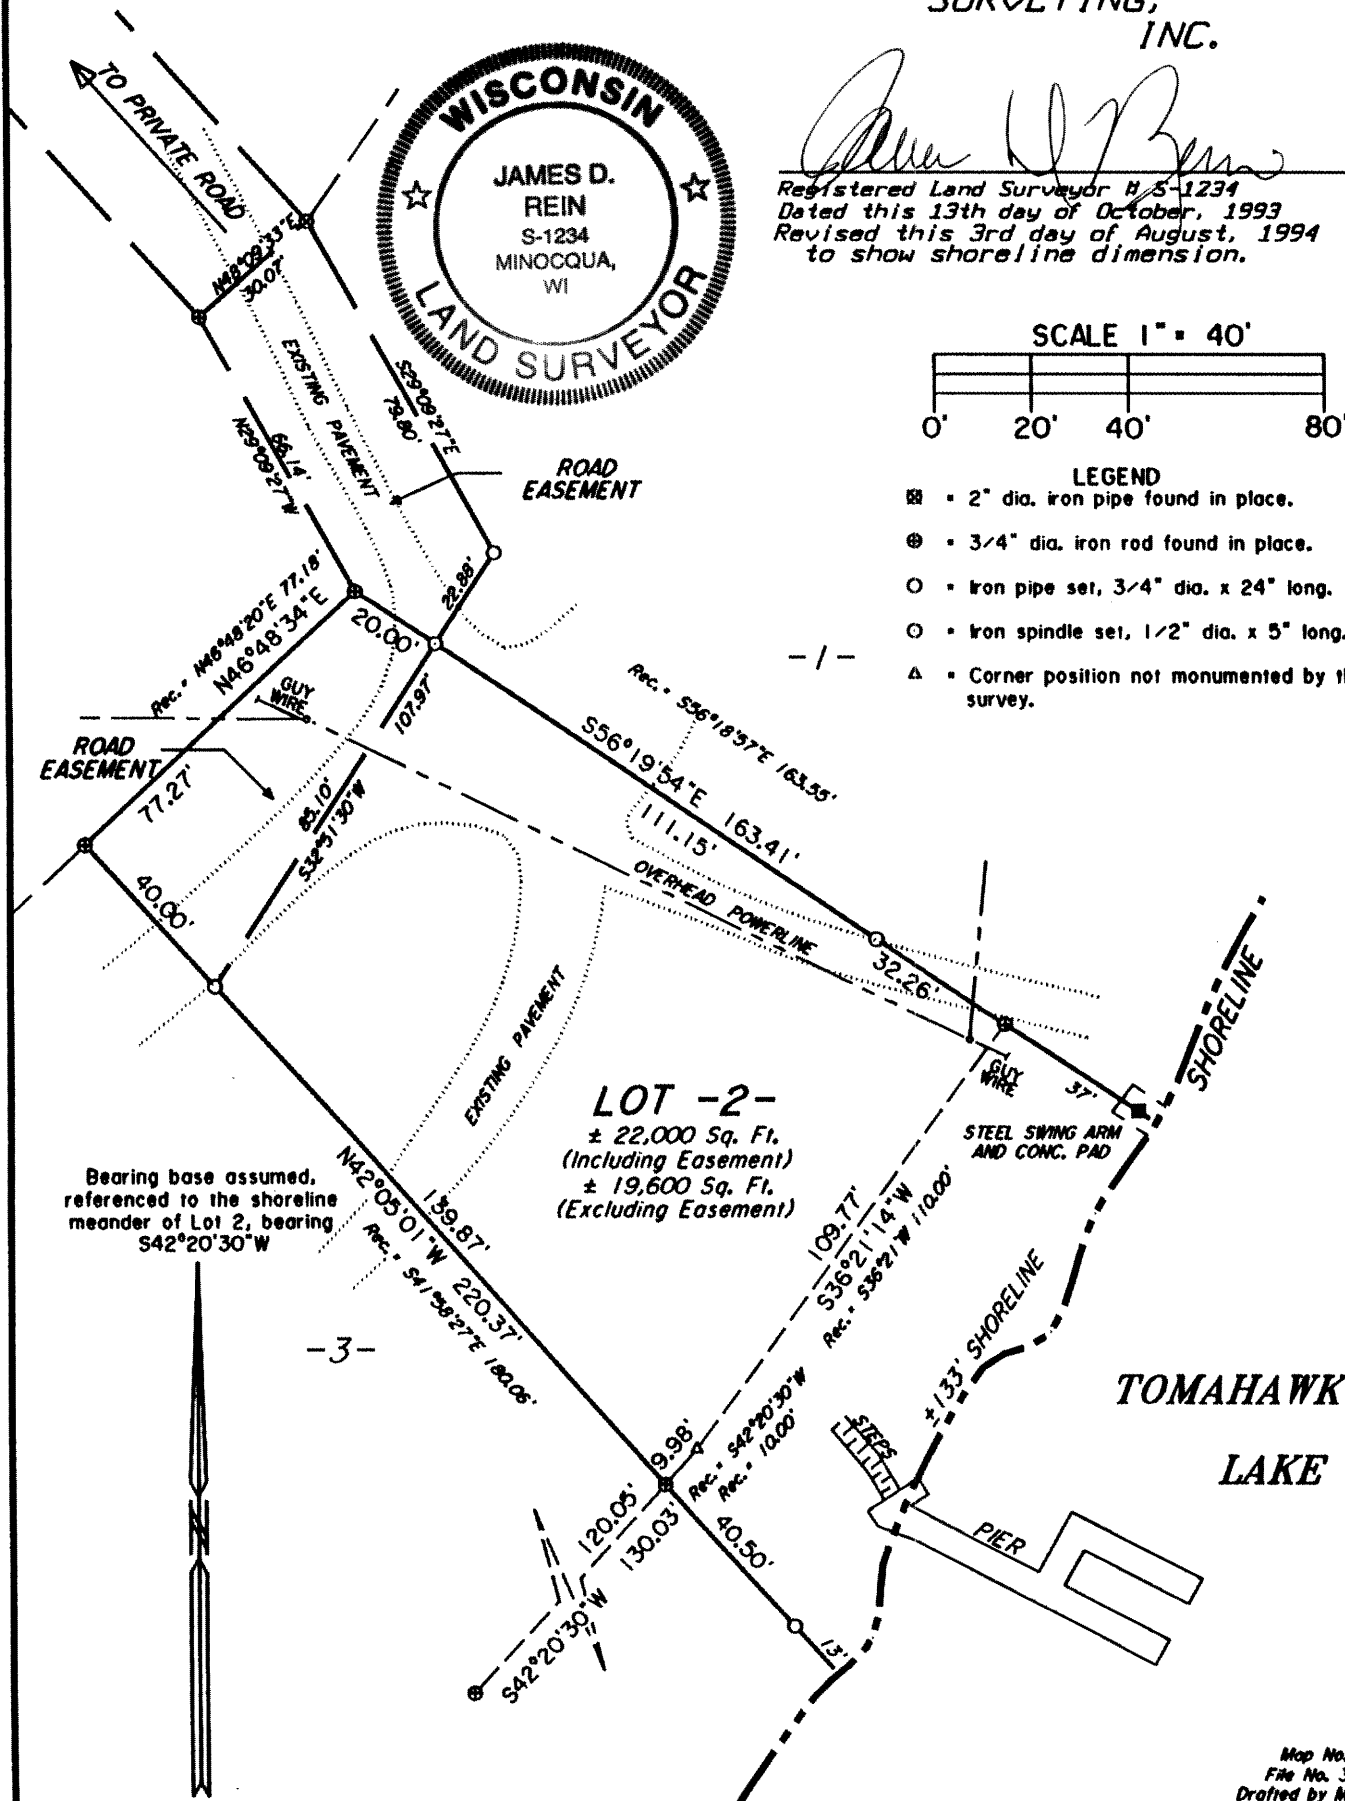 SURVEYING,
INC.
WISCONSIN
JAMES D.
REIN
S-1234
MINOCQUA,
WI
LAND SURVEYOR
Registered Land Surveyor # S-1234
Dated this 13th day of October, 1993
Revised this 3rd day of August, 1994
to show shoreline dimension.
SCALE 1" = 40'
0' 20' 40' 80'
LEGEND
= 2" dia. iron pipe found in place.
= 3/4" dia. iron rod found in place.
= Iron pipe set, 3/4" dia. x 24" long.
= Iron spindle set, 1/2" dia. x 5" long.
= Corner position not monumented by
survey.
TO PRIVATE ROAD
N48°09'33"E
30.07'
EXISTING PAVEMENT
S29°09'27"E
79.80'
66.14'
N29°09'27"W
ROAD
EASEMENT
22.88'
20.00'
Rec. = N46°48'20"E 77.18'
N46°48'34"E
77.27'
GUY
WIRE
107.97'
85.10'
S32°51'30"W
ROAD
EASEMENT
40.00'
-1-
Rec. = S56°18'57"E 163.55'
S56°19'54"E 163.41'
111.15'
OVERHEAD POWERLINE
32.26'
EXISTING PAVEMENT
GUY
WIRE
37'
STEEL SWING ARM
AND CONC. PAD
SHORELINE
LOT -2-
± 22,000 Sq. Ft.
(Including Easement)
± 19,600 Sq. Ft.
(Excluding Easement)
Bearing base assumed,
referenced to the shoreline
meander of Lot 2, bearing
S42°20'30"W
N42°05'01"W 220.37'
139.87'
Rec. = S41°58'27"E 180.06'
-3-
109.77'
S36°21'14"W
Rec. = S36°21'W 110.00'
±133' SHORELINE
TOMAHAWK
LAKE
STEPS
PIER
9.98'
Rec. = S42°20'30"W
Rec. = 10.00'
120.05'
130.03'
S42°20'30"W
40.50'
13'
N
Map No.
File No. 3
Drafted by M